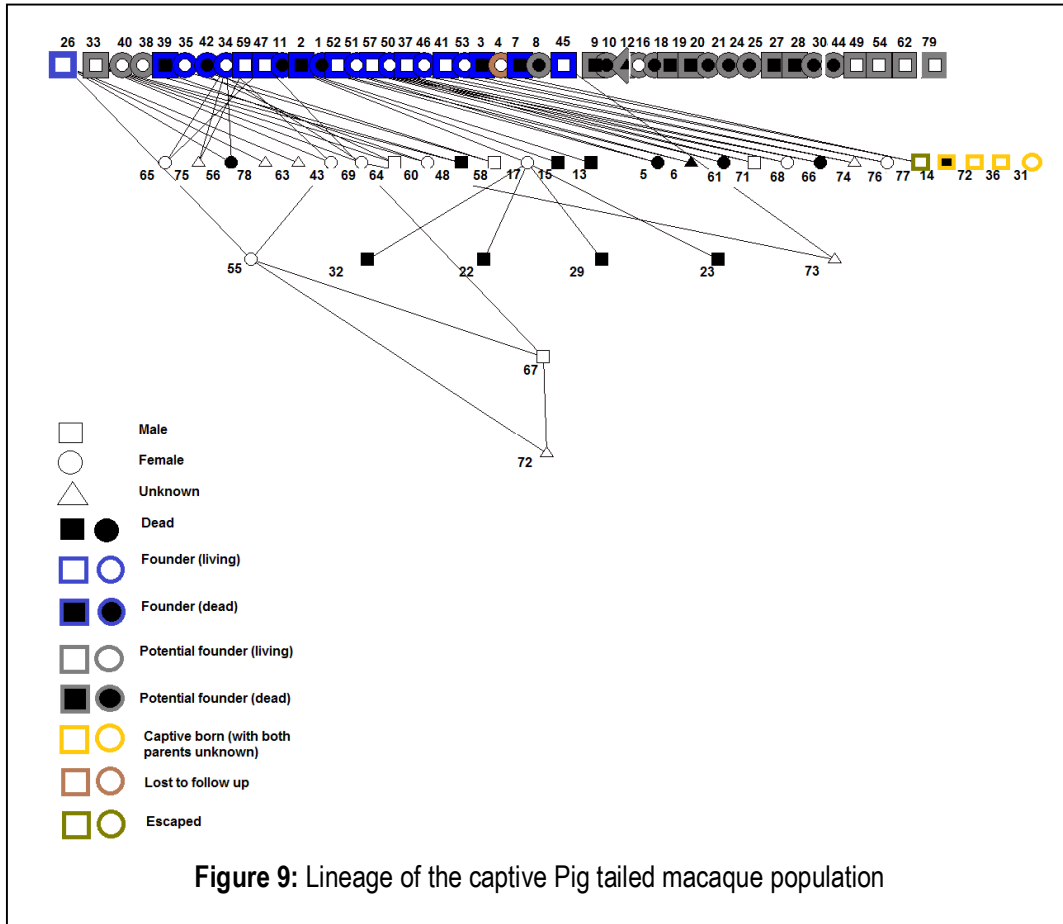 26 33 40 38 39 35 42 34 59 47 11 2 1 52 51 57 50 37 46 41 53 3 4 7 8 45 9 10 12 16 18 19 20 21 24 25 27 28 30 44 49 54 62 79
65 75 56 78 63 43 69 64 60 48 58 17 15 13 5 6 61 71 68 66 74 76 77 14 72 36 31
55 32 22 29 23 73
67
72
Male
Female
Unknown
Dead
Founder (living)
Founder (dead)
Potential founder (living)
Potential founder (dead)
Captive born (with both
parents unknown)
Lost to follow up
Escaped
Figure 9: Lineage of the captive Pig tailed macaque population